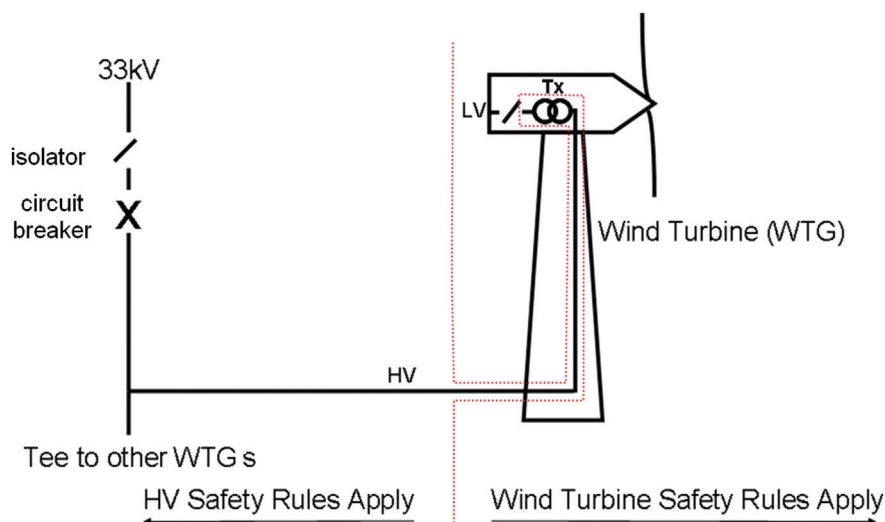 33kV
isolator
circuit
breaker
X
Tx
LV
Wind Turbine (WTG)
HV
Tee to other WTG s
HV Safety Rules Apply
Wind Turbine Safety Rules Apply